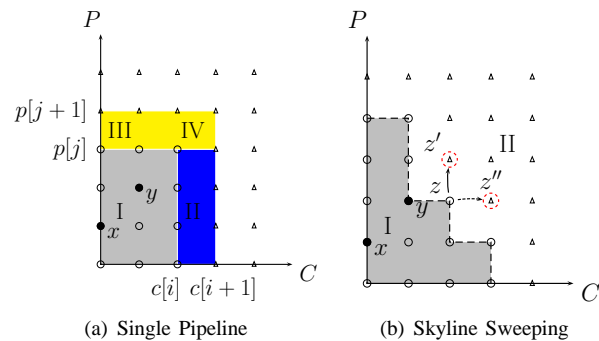 P
P
p[j + 1]
III
IV
z′
II
p[j]
z
z′′
I
y
II
y
x
I
x
C
C
c[i]
c[i + 1]
(a) Single Pipeline
(b) Skyline Sweeping